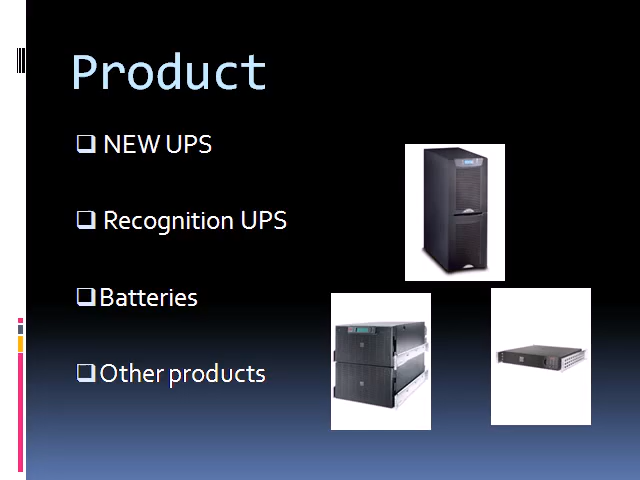 Product
NEW UPS
Recognition UPS
Batteries
Other products